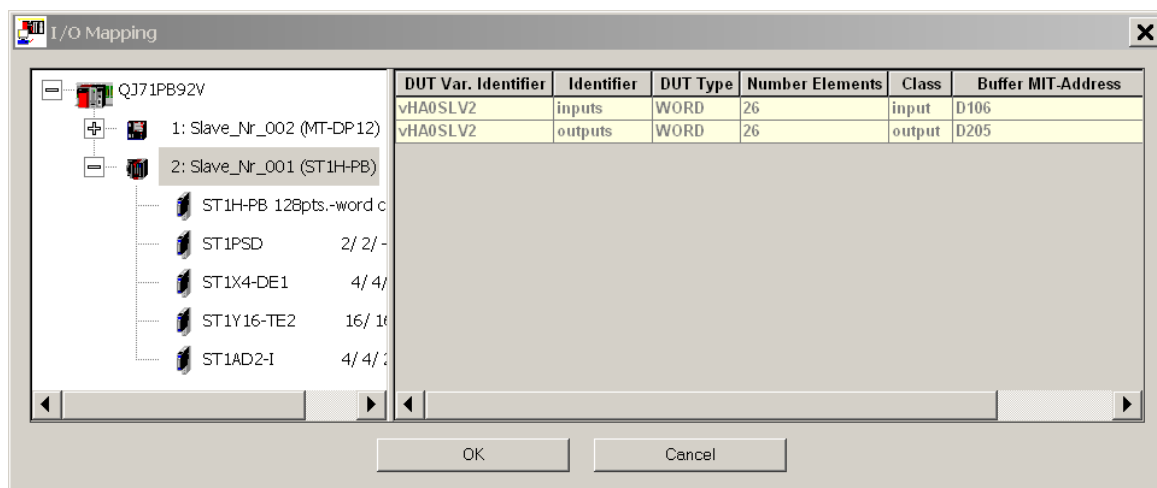 I/O Mapping
QJ71PB92V
1: Slave_Nr_002 (MT-DP12)
2: Slave_Nr_001 (ST1H-PB)
ST1H-PB 128pts.-word c
ST1PSD 2/ 2/ -
ST1X4-DE1 4/ 4/
ST1Y16-TE2 16/ 16
ST1AD2-I 4/ 4/ 2
DUT Var. Identifier Identifier DUT Type Number Elements Class Buffer MIT-Address
vHA0SLV2 inputs WORD 26 input D106
vHA0SLV2 outputs WORD 26 output D205
OK Cancel